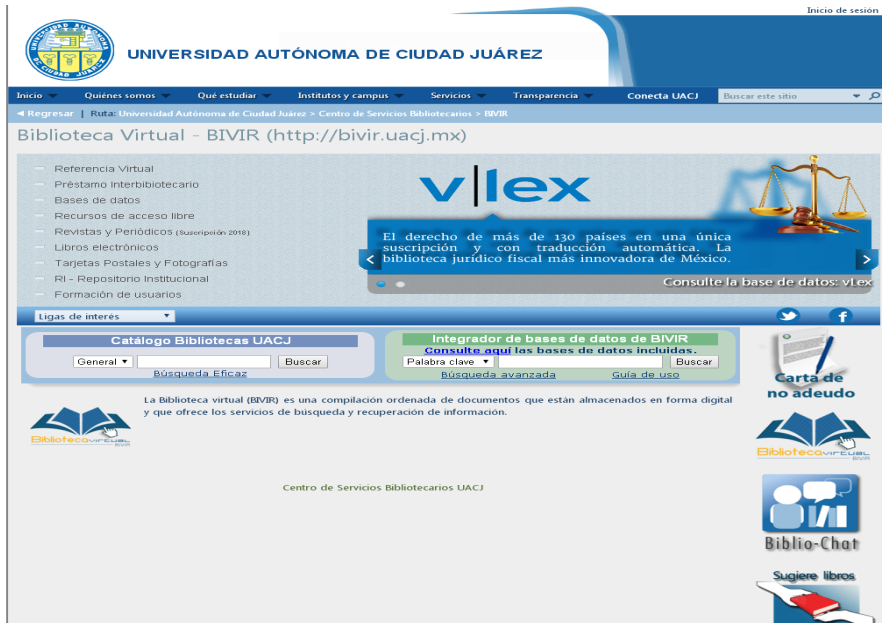 Inicio de sesión
UNIVERSIDAD AUTÓNOMA DE CIUDAD JUÁREZ
Inicio Quiénes somos Qué estudiar Institutos y campus Servicios Transparencia Conecta UACJ Buscar este sitio
Regresar | Ruta: Universidad Autónoma de Ciudad Juárez > Centro de Servicios Bibliotecarios > BIVIR
Biblioteca Virtual - BIVIR (http://bivir.uacj.mx)
Referencia Virtual
Préstamo Interbibiotecario
Bases de datos
Recursos de acceso libre
Revistas y Periódicos (Suscripción 2018)
Libros electrónicos
Tarjetas Postales y Fotografías
RI - Repositorio Institucional
Formación de usuarios
v|lex
El derecho de más de 130 países en una única
suscripción y con traducción automática. La
biblioteca jurídico fiscal más innovadora de México.
Consulte la base de datos: vLex
Ligas de interés
Catálogo Bibliotecas UACJ
General Buscar
Búsqueda Eficaz
Integrador de bases de datos de BIVIR
Consulte aquí las bases de datos incluidas.
Palabra clave Buscar
Búsqueda avanzada Guía de uso
Carta de
no adeudo
La Biblioteca virtual (BIVIR) es una compilación ordenada de documentos que están almacenados en forma digital
y que ofrece los servicios de búsqueda y recuperación de información.
Biblioteca VIRTUAL
BIVIR
Biblioteca VIRTUAL
BIVIR
Centro de Servicios Bibliotecarios UACJ
Biblio-Chat
Sugiere libros